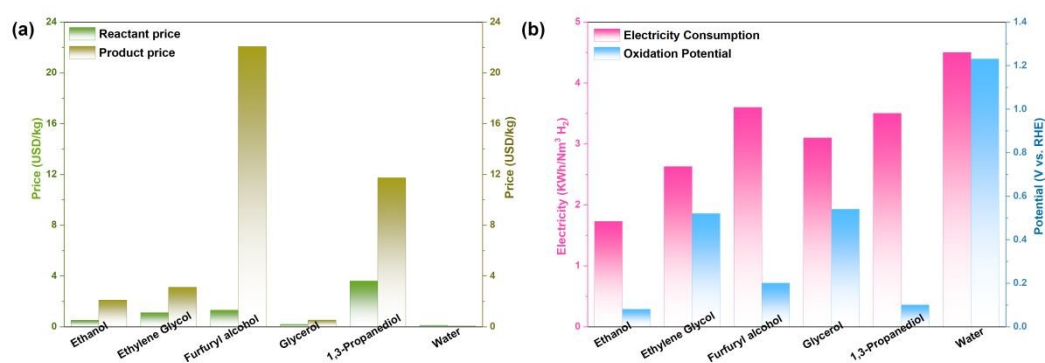 (a)
Reactant price
Product price
Price (USD/kg)
24
20
16
12
8
4
0
24
20
16
12
8
4
0
Price (USD/kg)
Ethanol
Ethylene Glycol
Furfuryl alcohol
Glycerol
1,3-Propanediol
Water
(b)
Electricity Consumption
Oxidation Potential
Electricity (KWh/Nm³ H₂)
5
4
3
2
1
0
1.4
1.2
1.0
0.8
0.6
0.4
0.2
0.0
Potential (V vs. RHE)
Ethanol
Ethylene Glycol
Furfuryl alcohol
Glycerol
1,3-Propanediol
Water